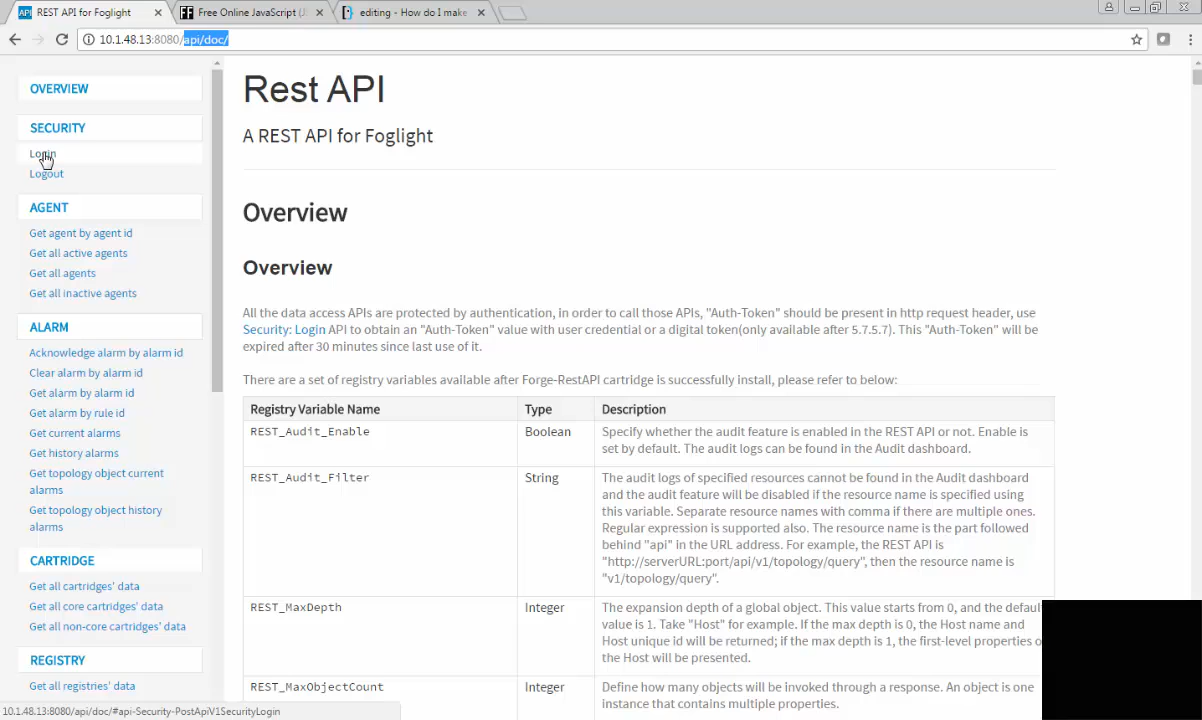 REST API for Foglight
Free Online JavaScript (J
editing - How do I make
10.1.48.13:8080/api/doc/
OVERVIEW
SECURITY
Login
Logout
AGENT
Get agent by agent id
Get all active agents
Get all agents
Get all inactive agents
ALARM
Acknowledge alarm by alarm id
Clear alarm by alarm id
Get alarm by alarm id
Get alarm by rule id
Get current alarms
Get history alarms
Get topology object current
alarms
Get topology object history
alarms
CARTRIDGE
Get all cartridges' data
Get all core cartridges' data
Get all non-core cartridges' data
REGISTRY
Get all registries' data
10.1.48.13:8080/api/doc/#api-Security-PostApiV1SecurityLogin
Rest API
A REST API for Foglight
Overview
Overview
All the data access APIs are protected by authentication, in order to call those APIs, "Auth-Token" should be present in http request header, use
Security: Login API to obtain an "Auth-Token" value with user credential or a digital token(only available after 5.7.5.7). This "Auth-Token" will be
expired after 30 minutes since last use of it.
There are a set of registry variables available after Forge-RestAPI cartridge is successfully install, please refer to below:
Registry Variable Name Type Description
REST_Audit_Enable Boolean Specify whether the audit feature is enabled in the REST API or not. Enable is
set by default. The audit logs can be found in the Audit dashboard.
REST_Audit_Filter String The audit logs of specified resources cannot be found in the Audit dashboard
and the audit feature will be disabled if the resource name is specified using
this variable. Separate resource names with comma if there are multiple ones.
Regular expression is supported also. The resource name is the part followed
behind "api" in the URL address. For example, the REST API is
"http://serverURL:port/api/v1/topology/query", then the resource name is
"v1/topology/query".
REST_MaxDepth Integer The expansion depth of a global object. This value starts from 0, and the defau
value is 1. Take "Host" for example. If the max depth is 0, the Host name and
Host unique id will be returned; if the max depth is 1, the first-level properties o
the Host will be presented.
REST_MaxObjectCount Integer Define how many objects will be invoked through a response. An object is one
instance that contains multiple properties.